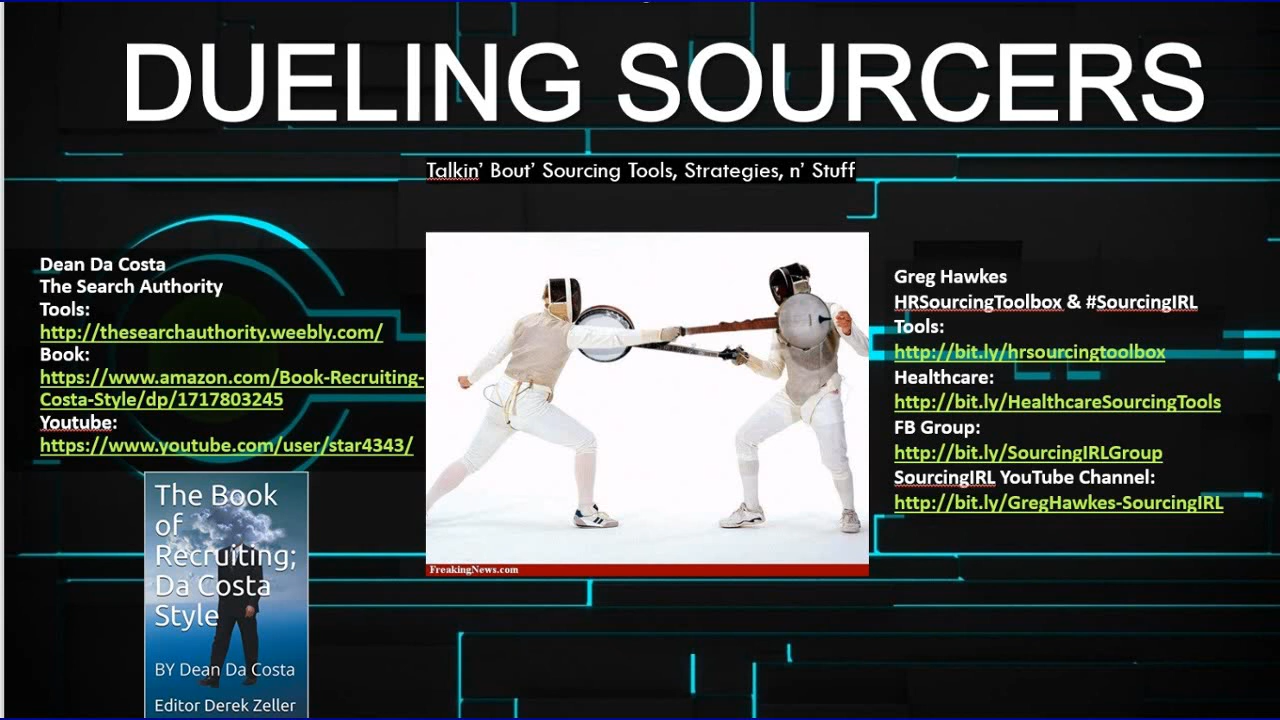 DUELING SOURCERS
Talkin' Bout' Sourcing Tools, Strategies, n' Stuff
Dean Da Costa
The Search Authority
Tools:
http://thesearchauthority.weebly.com/
Book:
https://www.amazon.com/Book-Recruiting-
Costa-Style/dp/1717803245
Youtube:
https://www.youtube.com/user/star4343/
The Book
of
Recruiting;
Da Costa
Style
BY Dean Da Costa
Editor Derek Zeller
FreakingNews.com
Greg Hawkes
HRSourcingToolbox & #SourcingIRL
Tools:
http://bit.ly/hrsourcingtoolbox
Healthcare:
http://bit.ly/HealthcareSourcingTools
FB Group:
http://bit.ly/SourcingIRLGroup
SourcingIRL YouTube Channel:
http://bit.ly/GregHawkes-SourcingIRL